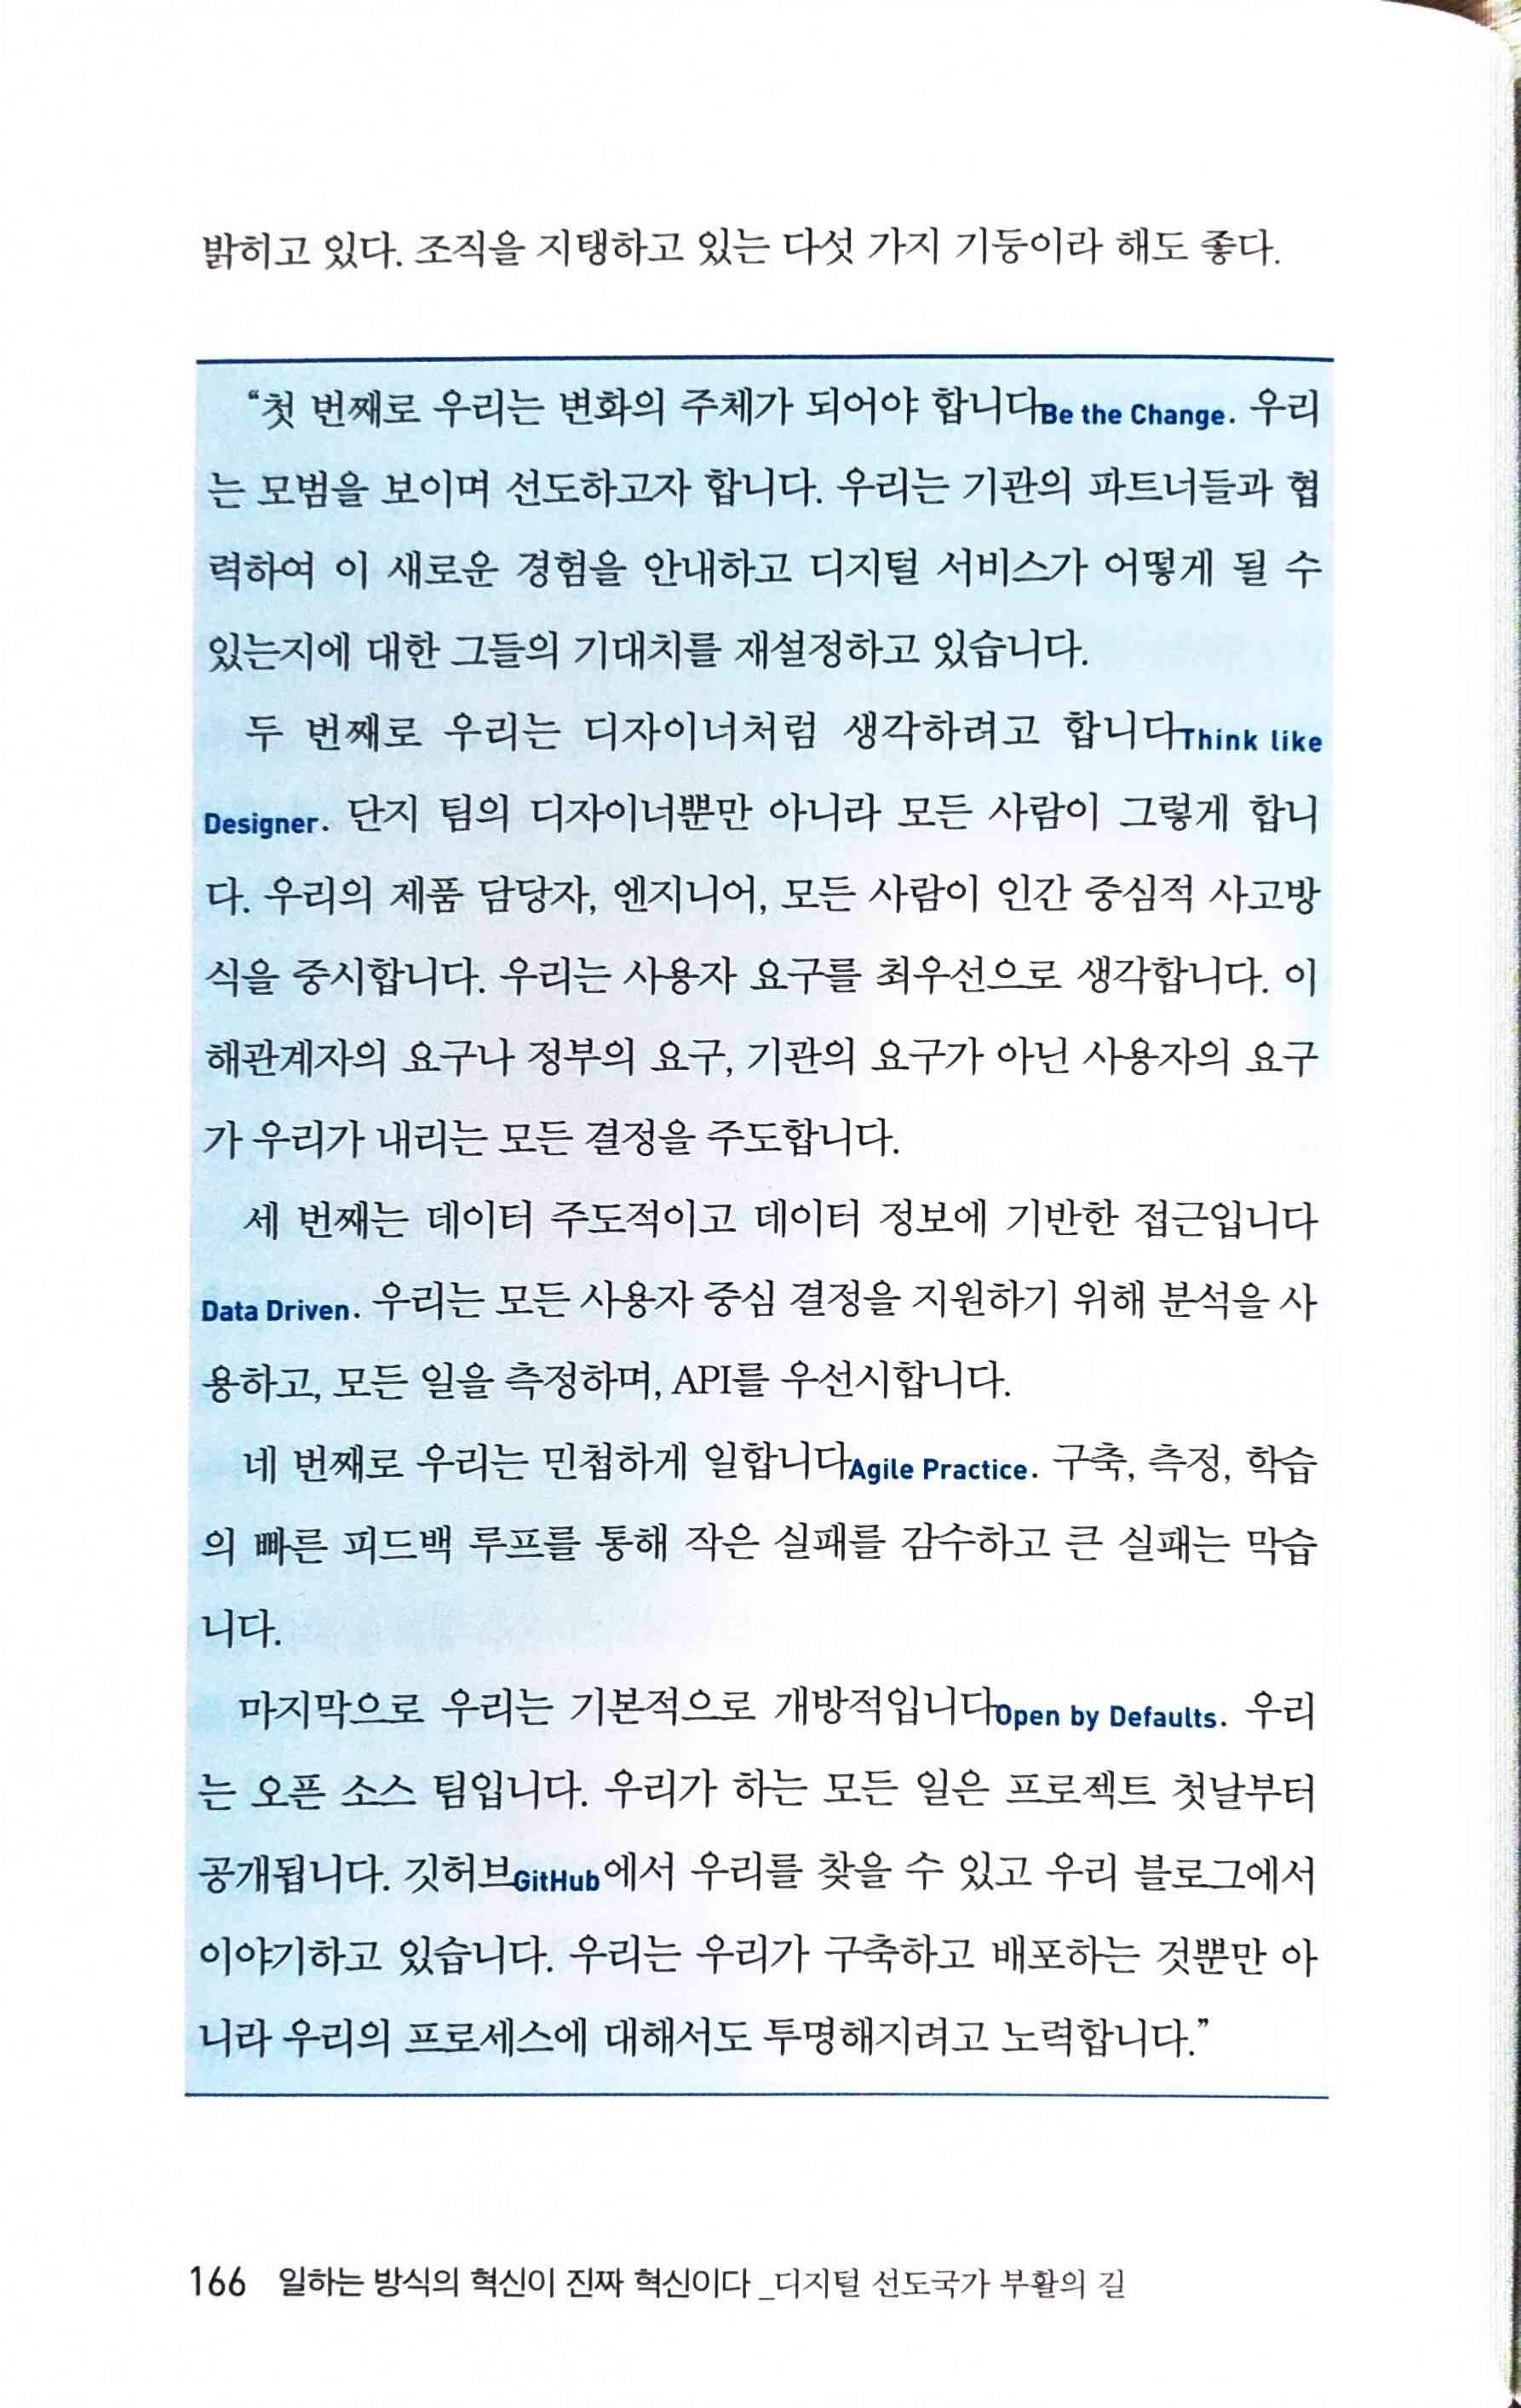 밝히고 있다. 조직을 지탱하고 있는 다섯 가지 기둥이라 해도 좋다.
“첫 번째로 우리는 변화의 주체가 되어야 합니다Be the Change. 우리
는 모범을 보이며 선도하고자 합니다. 우리는 기관의 파트너들과 협
력하여 이 새로운 경험을 안내하고 디지털 서비스가 어떻게 될 수
있는지에 대한 그들의 기대치를 재설정하고 있습니다.
두 번째로 우리는 디자이너처럼 생각하려고 합니다Think like
Designer. 단지 팀의 디자이너뿐만 아니라 모든 사람이 그렇게 합니
다. 우리의 제품 담당자, 엔지니어, 모든 사람이 인간 중심적 사고방
식을 중시합니다. 우리는 사용자 요구를 최우선으로 생각합니다. 이
해관계자의 요구나 정부의 요구, 기관의 요구가 아닌 사용자의 요구
가 우리가 내리는 모든 결정을 주도합니다.
세 번째는 데이터 주도적이고 데이터 정보에 기반한 접근입니다
Data Driven. 우리는 모든 사용자 중심 결정을 지원하기 위해 분석을 사
용하고, 모든 일을 측정하며, API를 우선시합니다.
네 번째로 우리는 민첩하게 일합니다Agile Practice. 구축, 측정, 학습
의 빠른 피드백 루프를 통해 작은 실패를 감수하고 큰 실패는 막습
니다.
마지막으로 우리는 기본적으로 개방적입니다Open by Defaults. 우리
는 오픈 소스 팀입니다. 우리가 하는 모든 일은 프로젝트 첫날부터
공개됩니다. 깃허브GitHub에서 우리를 찾을 수 있고 우리 블로그에서
이야기하고 있습니다. 우리는 우리가 구축하고 배포하는 것뿐만 아
니라 우리의 프로세스에 대해서도 투명해지려고 노력합니다.”
166 일하는 방식의 혁신이 진짜 혁신이다 _디지털 선도국가 부활의 길